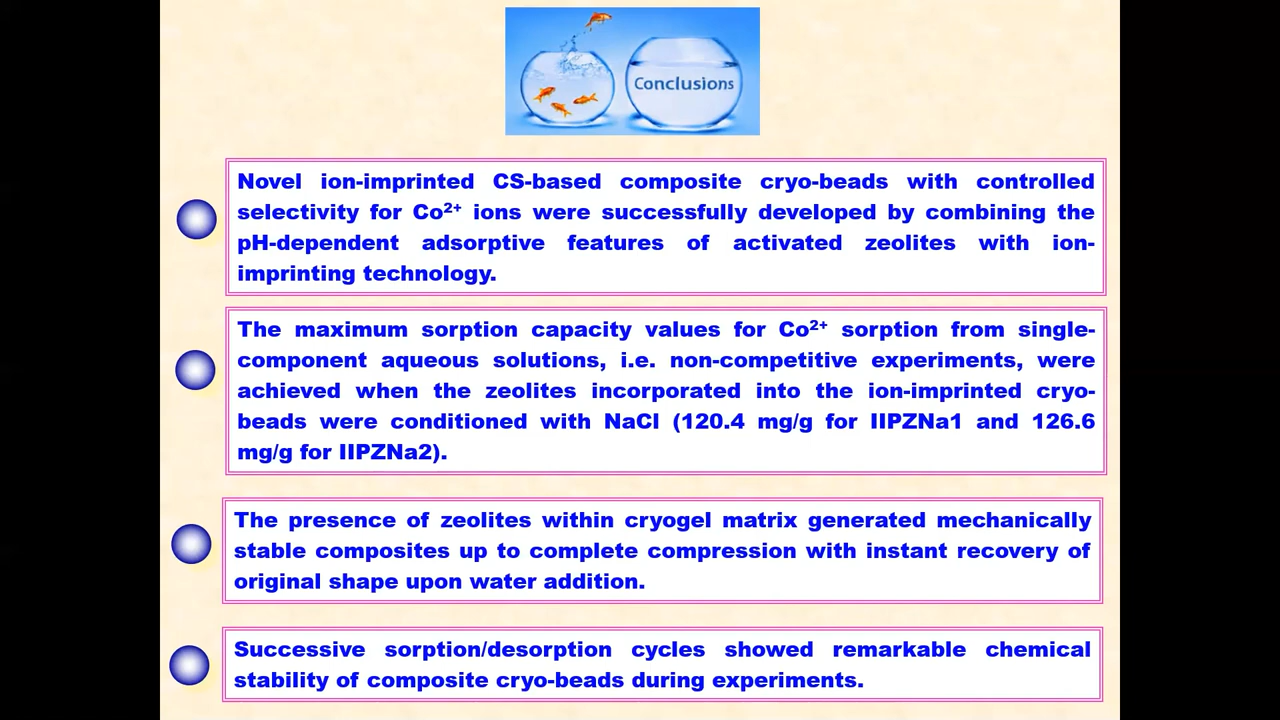 Conclusions
Novel ion-imprinted CS-based composite cryo-beads with controlled
selectivity for Co²⁺ ions were successfully developed by combining the
pH-dependent adsorptive features of activated zeolites with ion-
imprinting technology.
The maximum sorption capacity values for Co²⁺ sorption from single-
component aqueous solutions, i.e. non-competitive experiments, were
achieved when the zeolites incorporated into the ion-imprinted cryo-
beads were conditioned with NaCl (120.4 mg/g for IIPZNa1 and 126.6
mg/g for IIPZNa2).
The presence of zeolites within cryogel matrix generated mechanically
stable composites up to complete compression with instant recovery of
original shape upon water addition.
Successive sorption/desorption cycles showed remarkable chemical
stability of composite cryo-beads during experiments.